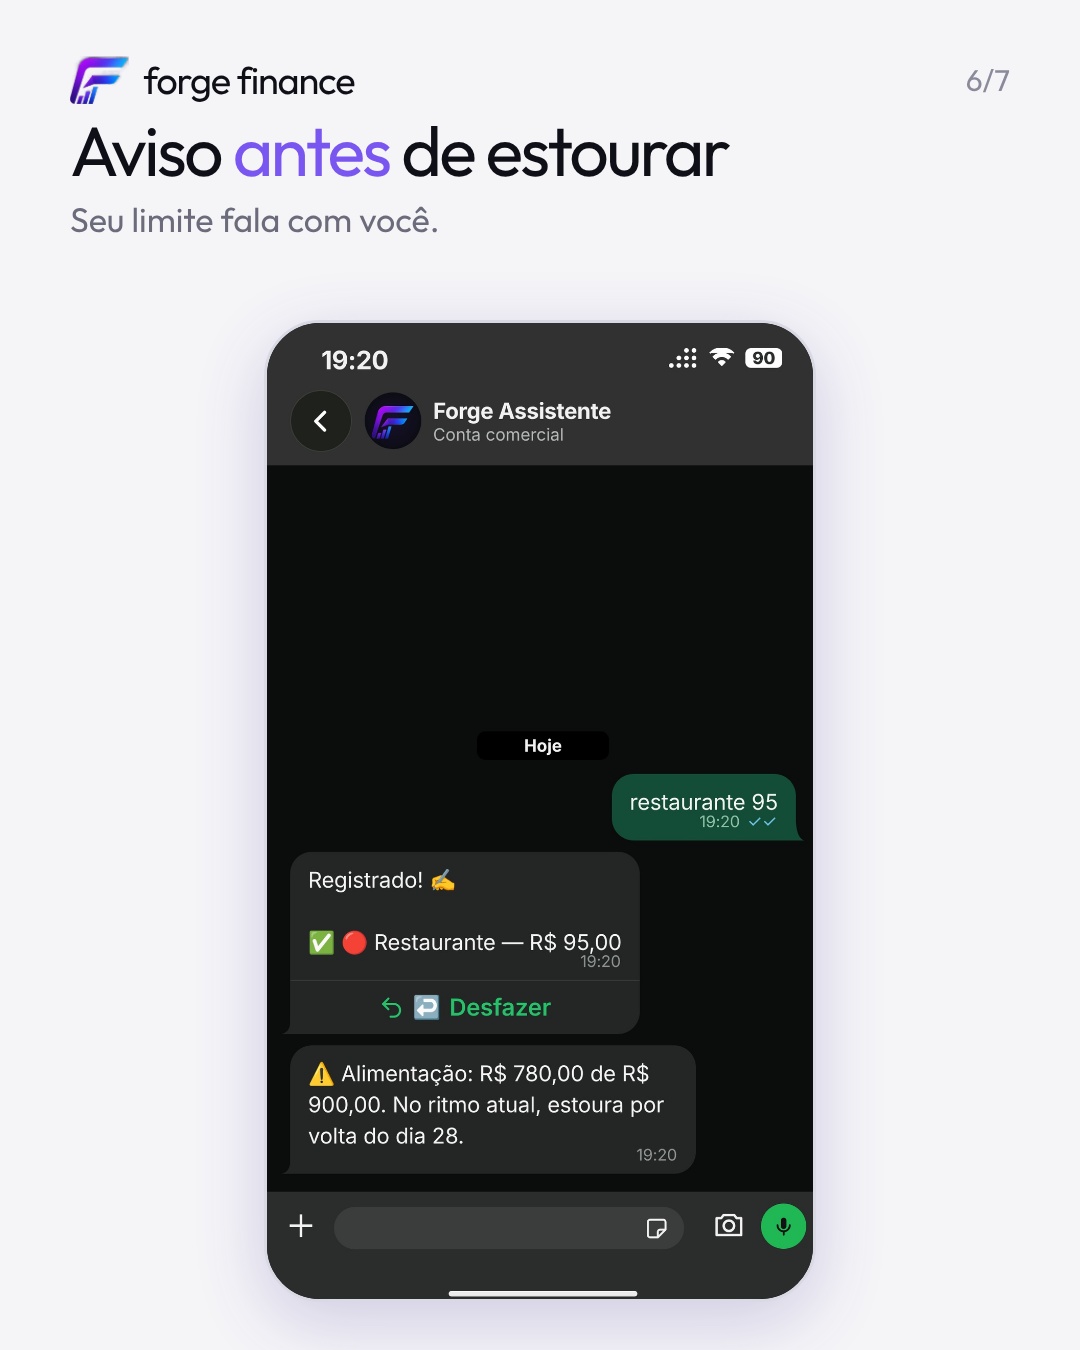 forge finance
6/7
Aviso antes de estourar
Seu limite fala com você.
19:20
90
Forge Assistente
Conta comercial
Hoje
restaurante 95
19:20
Registrado! ✍️
✅ 🔴 Restaurante — R$ 95,00
19:20
↩️ Desfazer
⚠️ Alimentação: R$ 780,00 de R$
900,00. No ritmo atual, estoura por
volta do dia 28.
19:20